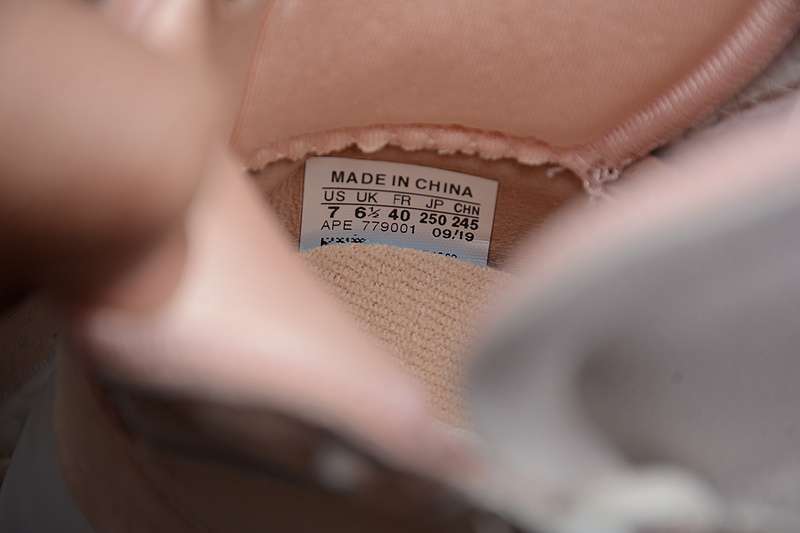 MADE IN CHINA
US UK FR JP CHN
7 6½ 40 250 245
APE 779001 09/19